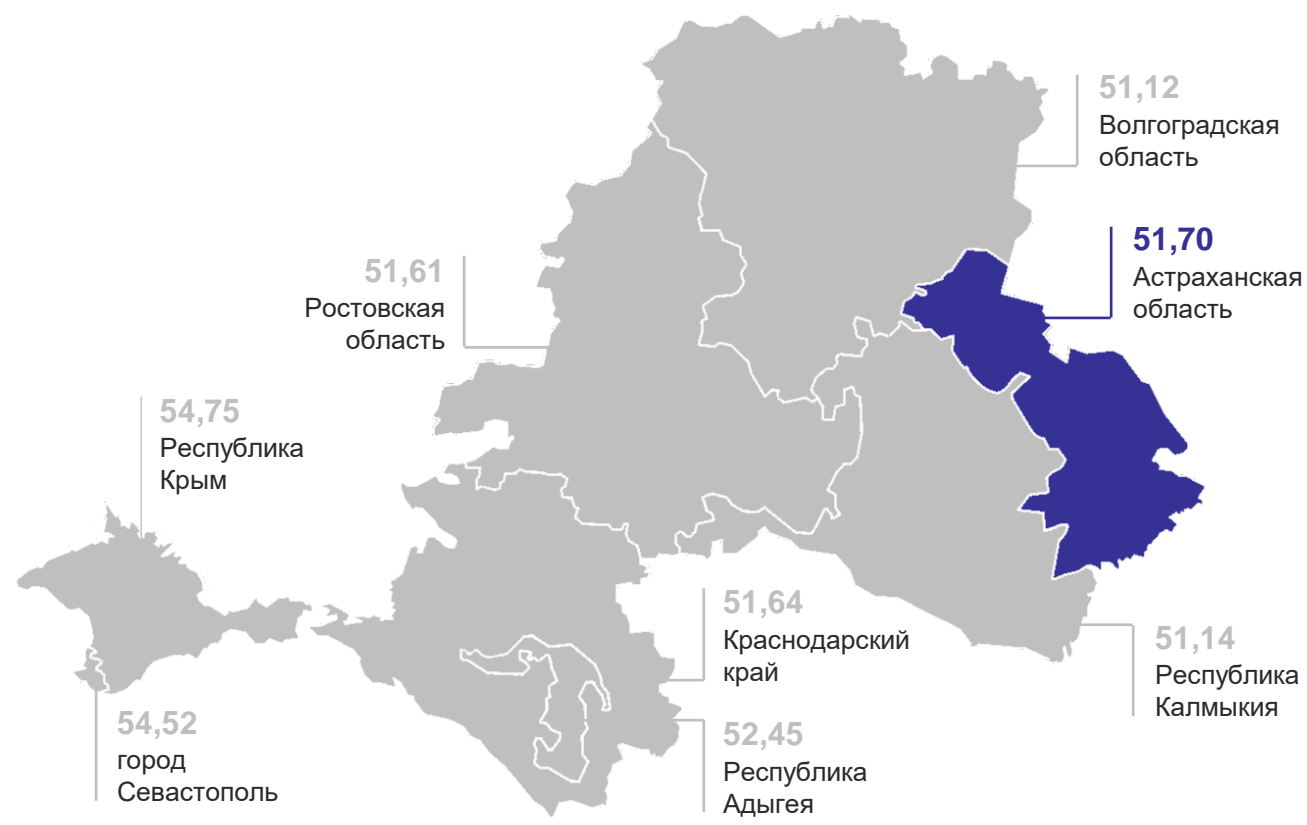 51,12
Волгоградская
область
51,70
Астраханская
область
51,61
Ростовская
область
54,75
Республика
Крым
51,64
Краснодарский
край
51,14
Республика
Калмыкия
54,52
город
Севастополь
52,45
Республика
Адыгея